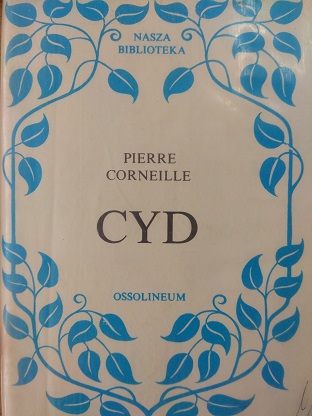 NASZA
BIBLIOTEKA
PIERRE
CORNEILLE
CYD
OSSOLINEUM